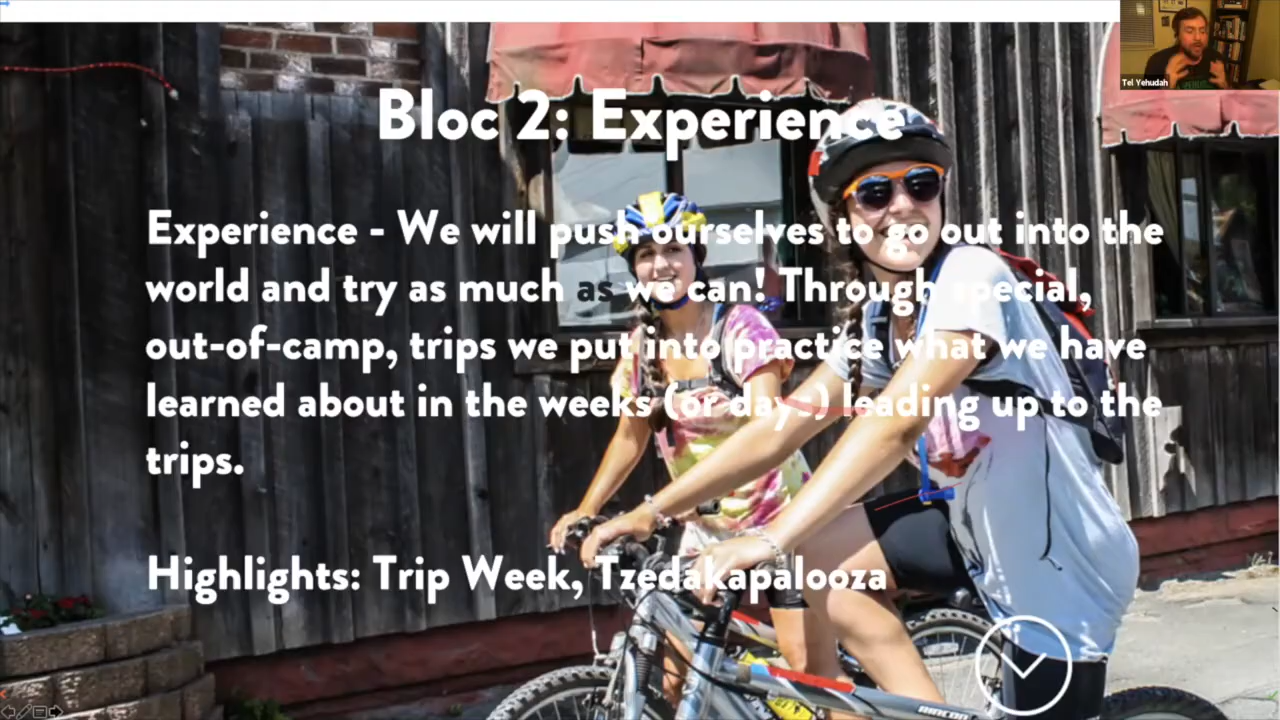 Tel Yehudah
Bloc 2: Experience
Experience - We will push ourselves to go out into the
world and try as much as we can! Through special,
out-of-camp, trips we put into practice what we have
learned about in the weeks (or days) leading up to the
trips.
Highlights: Trip Week, Tzedakapalooza
RINCON